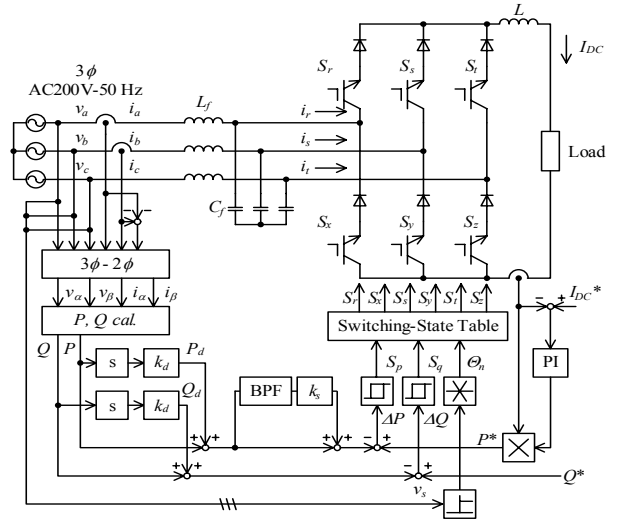 L
I_DC
S_r S_s S_t
3ϕ
AC200V-50 Hz
v_a i_a L_f i_r
v_b i_b i_s
v_c i_c i_t
Load
C_f
S_x S_y S_z
3ϕ - 2ϕ
v_α v_β i_α i_β
P, Q cal.
S_r S_x S_s S_y S_t S_z
I_DC*
Switching-State Table
Q P
s k_d P_d
S_p S_q Θ_n
PI
s k_d Q_d
BPF k_s
ΔP ΔQ
P*
Q*
v_s